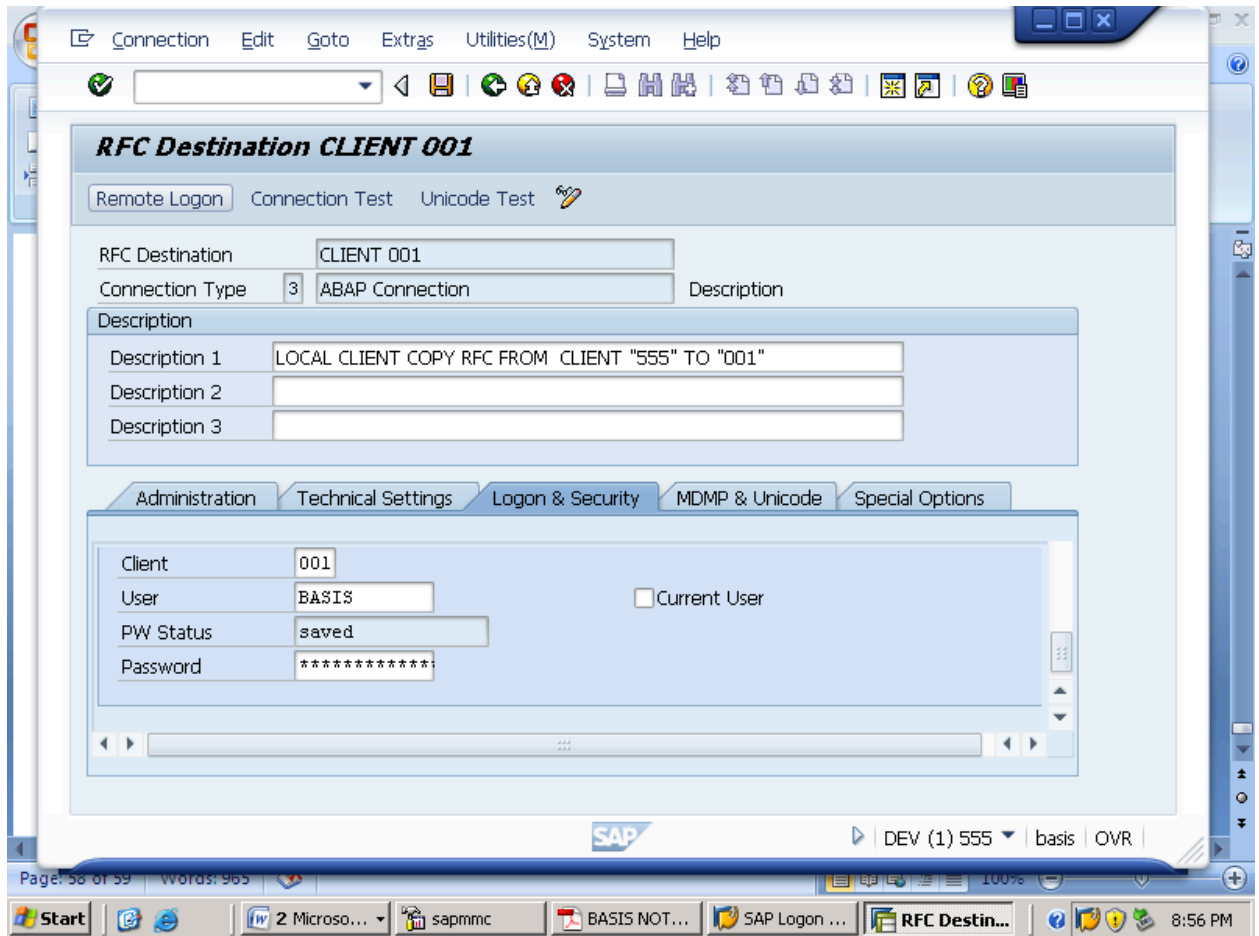 Connection Edit Goto Extras Utilities(M) System Help
RFC Destination CLIENT 001
Remote Logon Connection Test Unicode Test
RFC Destination CLIENT 001
Connection Type 3 ABAP Connection Description
Description
Description 1 LOCAL CLIENT COPY RFC FROM CLIENT "555" TO "001"
Description 2
Description 3
Administration Technical Settings Logon & Security MDMP & Unicode Special Options
Client 001
User BASIS Current User
PW Status saved
Password *************
SAP DEV (1) 555 basis OVR
Page: 58 of 59 Words: 965 100%
Start 2 Microso... sapmmc BASIS NOT... SAP Logon ... RFC Destin... 8:56 PM